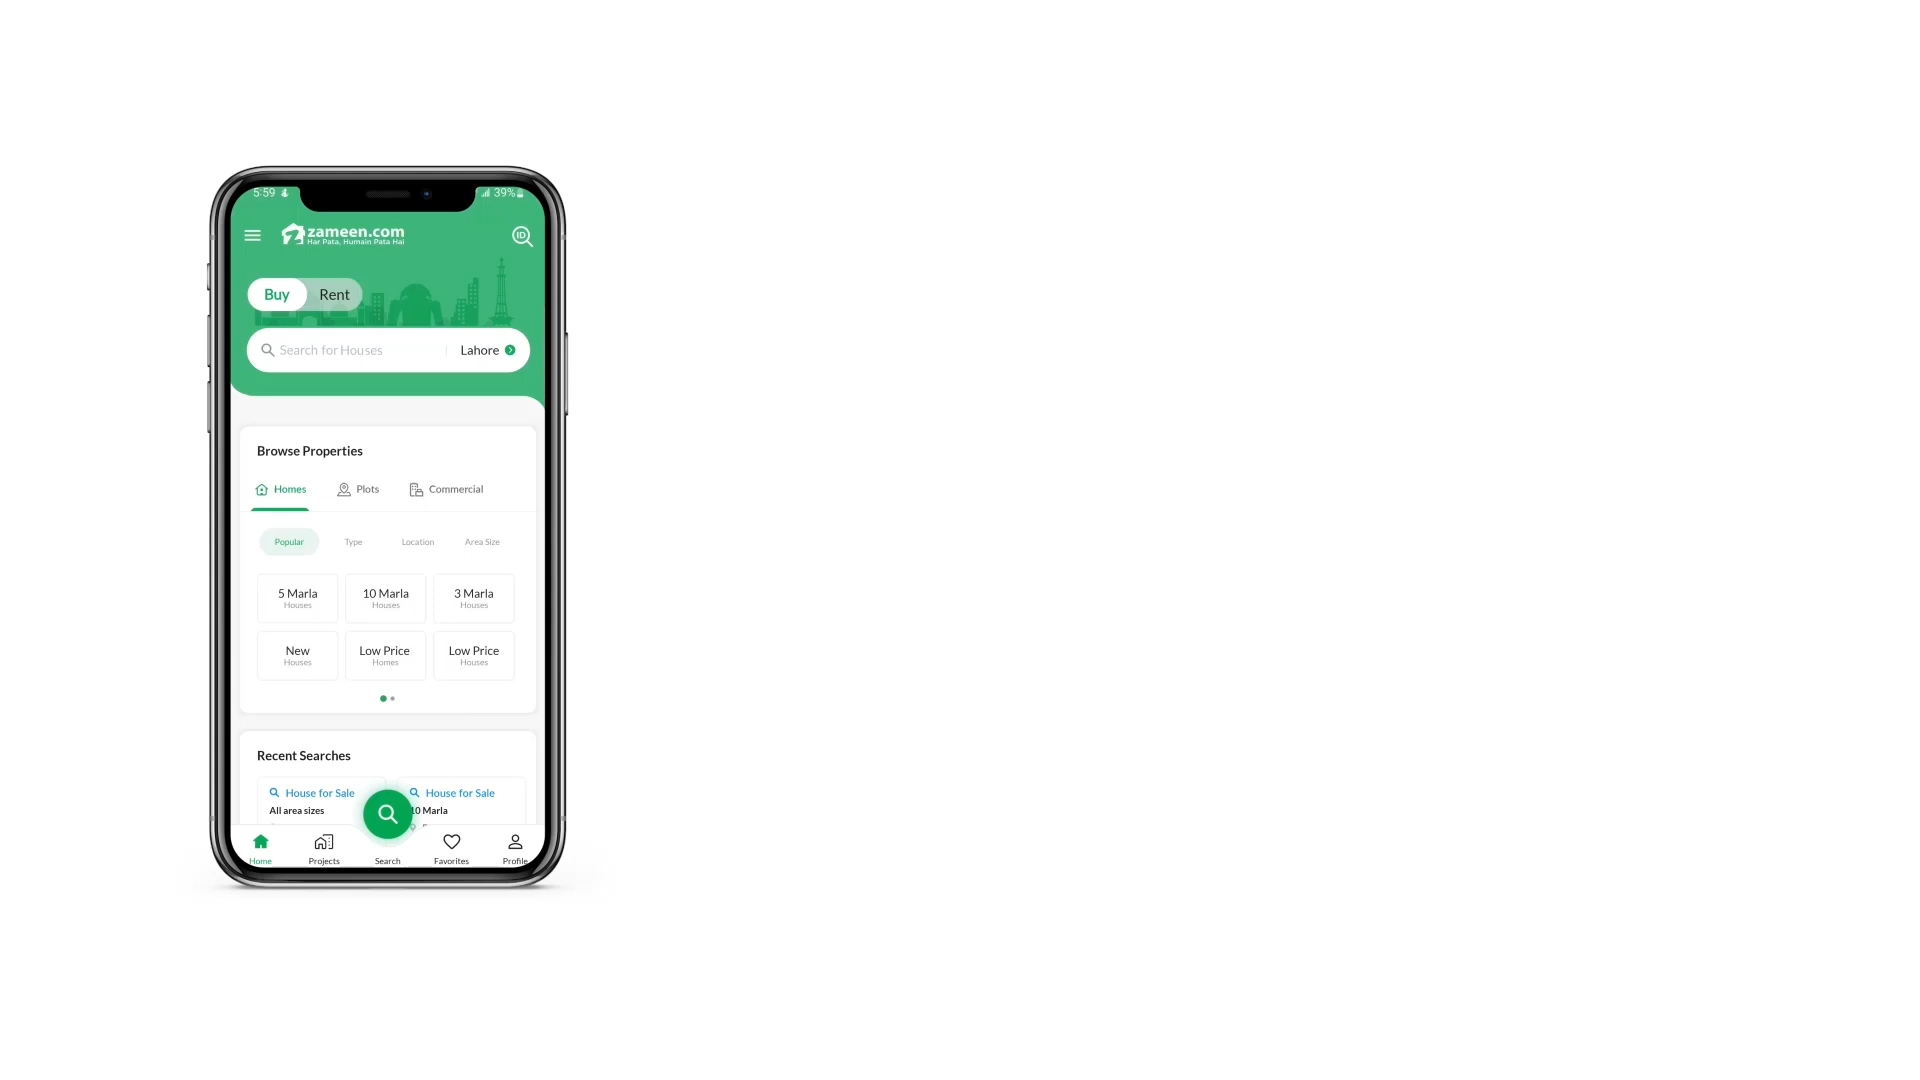 5:59
39%
zameen.com
Har Pata, Humain Pata Hai
ID
Buy Rent
Search for Houses Lahore
Browse Properties
Homes Plots Commercial
Popular Type Location Area Size
5 Marla 10 Marla 3 Marla
Houses Houses Houses
New Low Price Low Price
Houses Homes Houses
Recent Searches
House for Sale House for Sale
All area sizes 10 Marla
Home Projects Search Favorites Profile